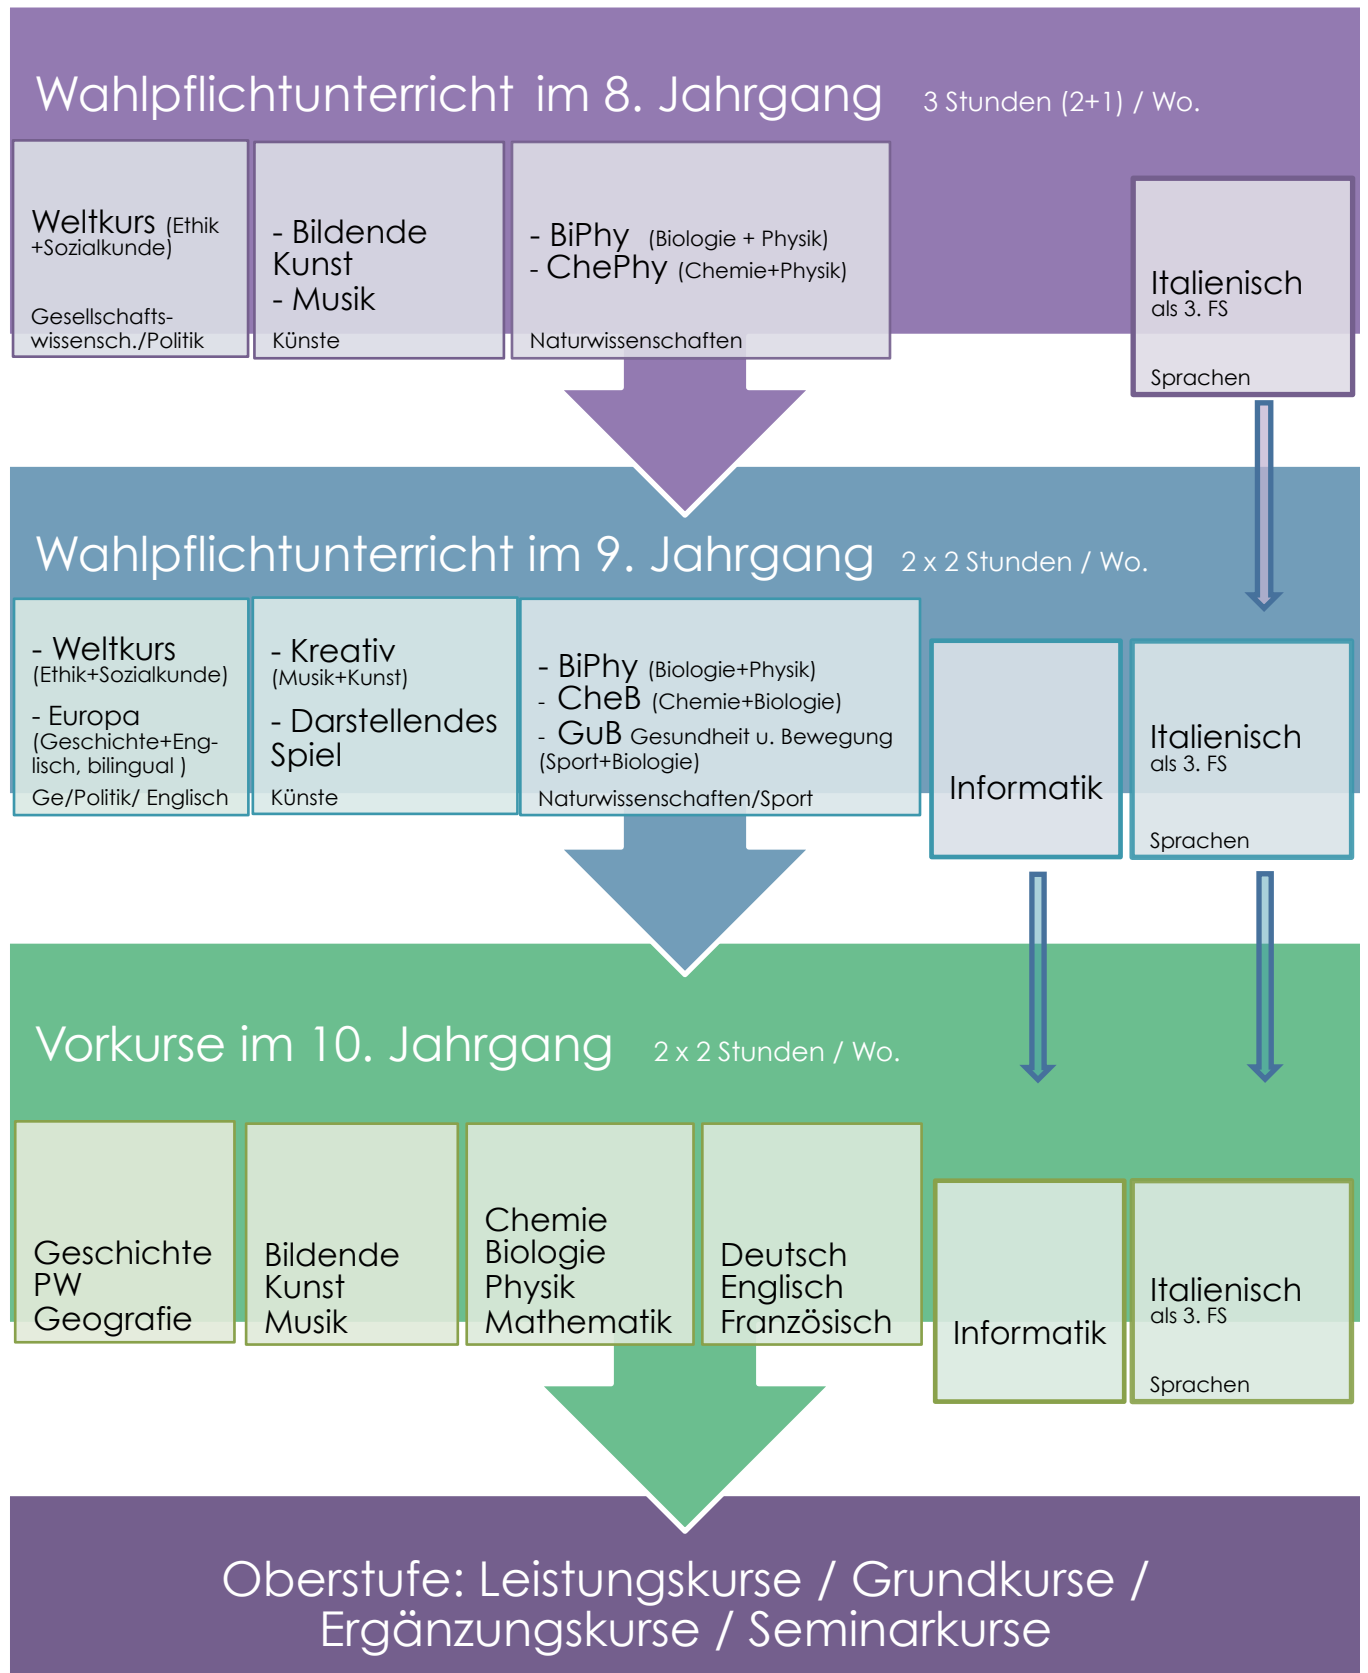 Wahlpflichtunterricht im 8. Jahrgang 3 Stunden (2+1) / Wo.
Weltkurs (Ethik
+Sozialkunde)
Gesellschafts-
wissensch./Politik
- Bildende
Kunst
- Musik
Künste
- BiPhy (Biologie + Physik)
- ChePhy (Chemie+Physik)
Naturwissenschaften
Italienisch
als 3. FS
Sprachen
Wahlpflichtunterricht im 9. Jahrgang 2 x 2 Stunden / Wo.
- Weltkurs
(Ethik+Sozialkunde)
- Europa
(Geschichte+Eng-
lisch, bilingual )
Ge/Politik/ Englisch
- Kreativ
(Musik+Kunst)
- Darstellendes
Spiel
Künste
- BiPhy (Biologie+Physik)
- CheB (Chemie+Biologie)
- GuB Gesundheit u. Bewegung
(Sport+Biologie)
Naturwissenschaften/Sport
Informatik
Italienisch
als 3. FS
Sprachen
Vorkurse im 10. Jahrgang 2 x 2 Stunden / Wo.
Geschichte
PW
Geografie
Bildende
Kunst
Musik
Chemie
Biologie
Physik
Mathematik
Deutsch
Englisch
Französisch
Informatik
Italienisch
als 3. FS
Sprachen
Oberstufe: Leistungskurse / Grundkurse /
Ergänzungskurse / Seminarkurse